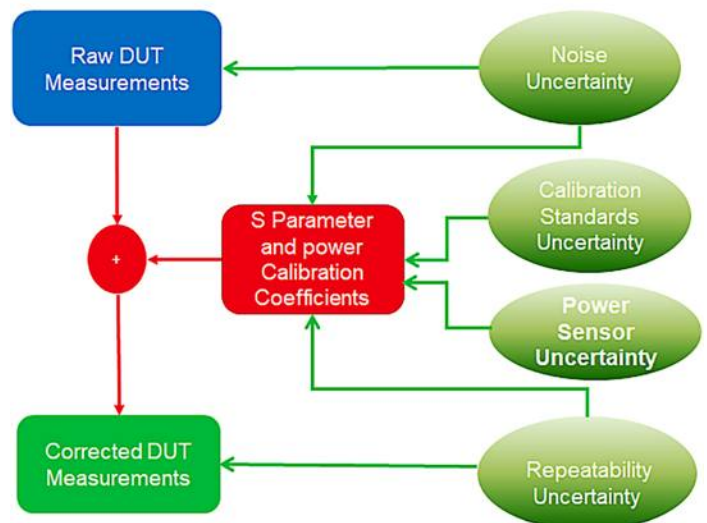 Raw DUT
Measurements
Noise
Uncertainty
S Parameter
and power
Calibration
Coefficients
Calibration
Standards
Uncertainty
+
Power
Sensor
Uncertainty
Corrected DUT
Measurements
Repeatability
Uncertainty